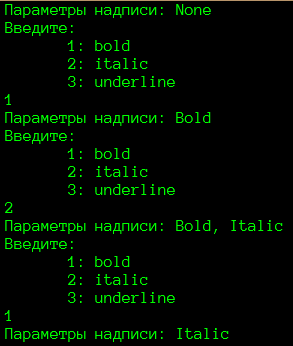 Параметры надписи: None
Введите:
1: bold
2: italic
3: underline
1
Параметры надписи: Bold
Введите:
1: bold
2: italic
3: underline
2
Параметры надписи: Bold, Italic
Введите:
1: bold
2: italic
3: underline
1
Параметры надписи: Italic